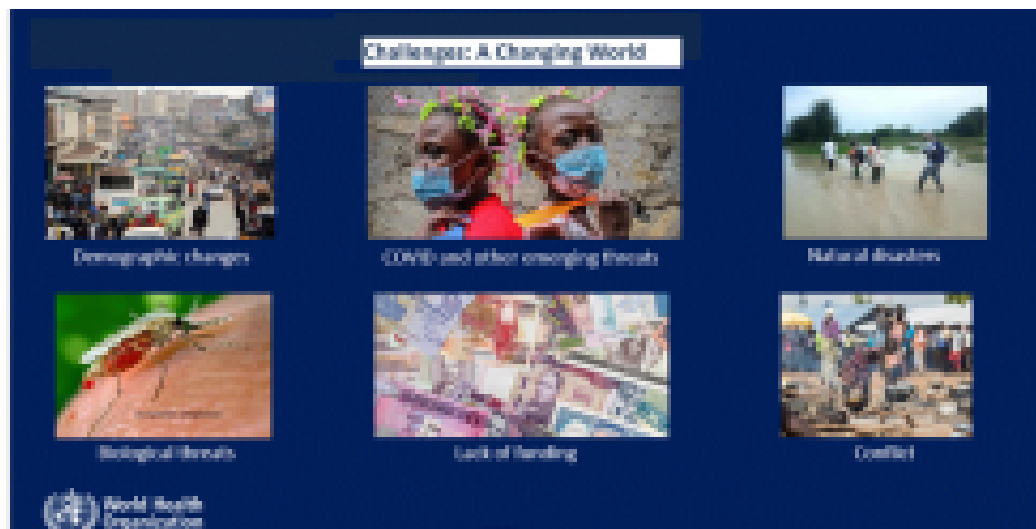 Challenges: A Changing World
Demographic changes
COVID and other emerging threats
Natural disasters
Biological threats
Lack of funding
Conflict
World Health
Organization